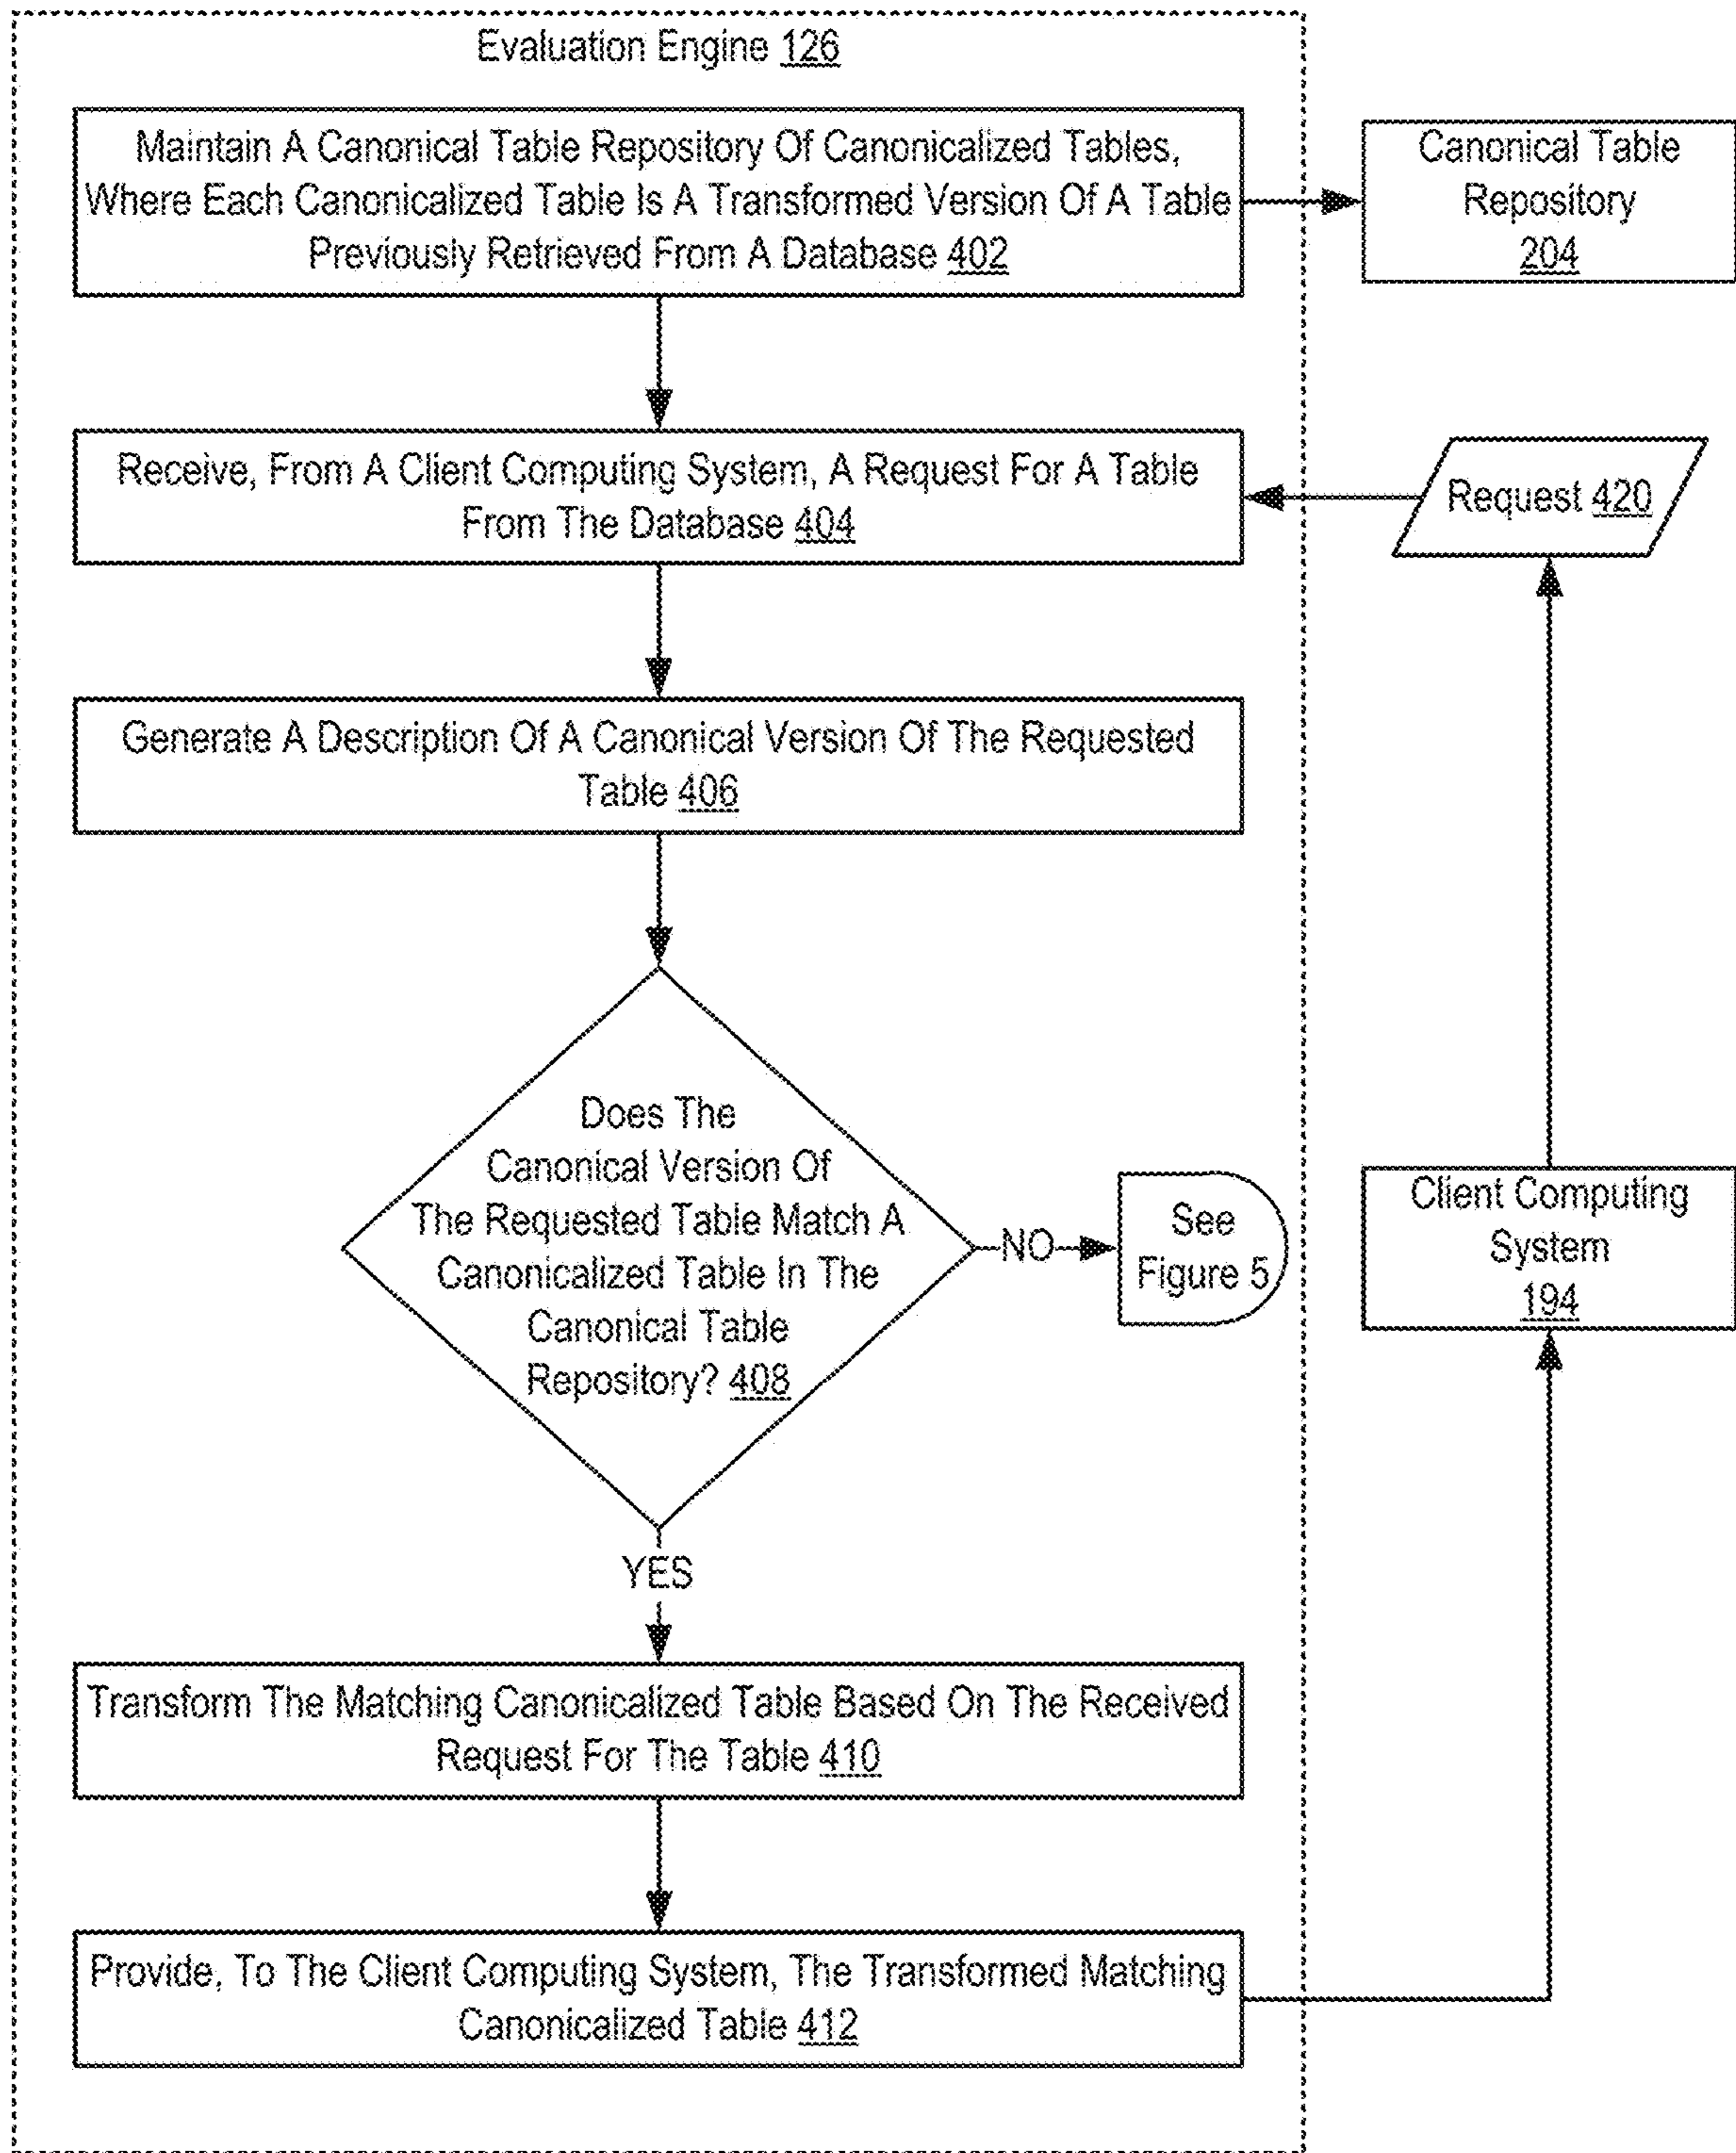 Evaluation Engine 126
Maintain A Canonical Table Repository Of Canonicalized Tables,
Where Each Canonicalized Table Is A Transformed Version Of A Table
Previously Retrieved From A Database 402
Canonical Table
Repository
204
Receive, From A Client Computing System, A Request For A Table
From The Database 404
Request 420
Generate A Description Of A Canonical Version Of The Requested
Table 406
Does The
Canonical Version Of
The Requested Table Match A
Canonicalized Table In The
Canonical Table
Repository? 408
NO
See
Figure 5
Client Computing
System
194
YES
Transform The Matching Canonicalized Table Based On The Received
Request For The Table 410
Provide, To The Client Computing System, The Transformed Matching
Canonicalized Table 412